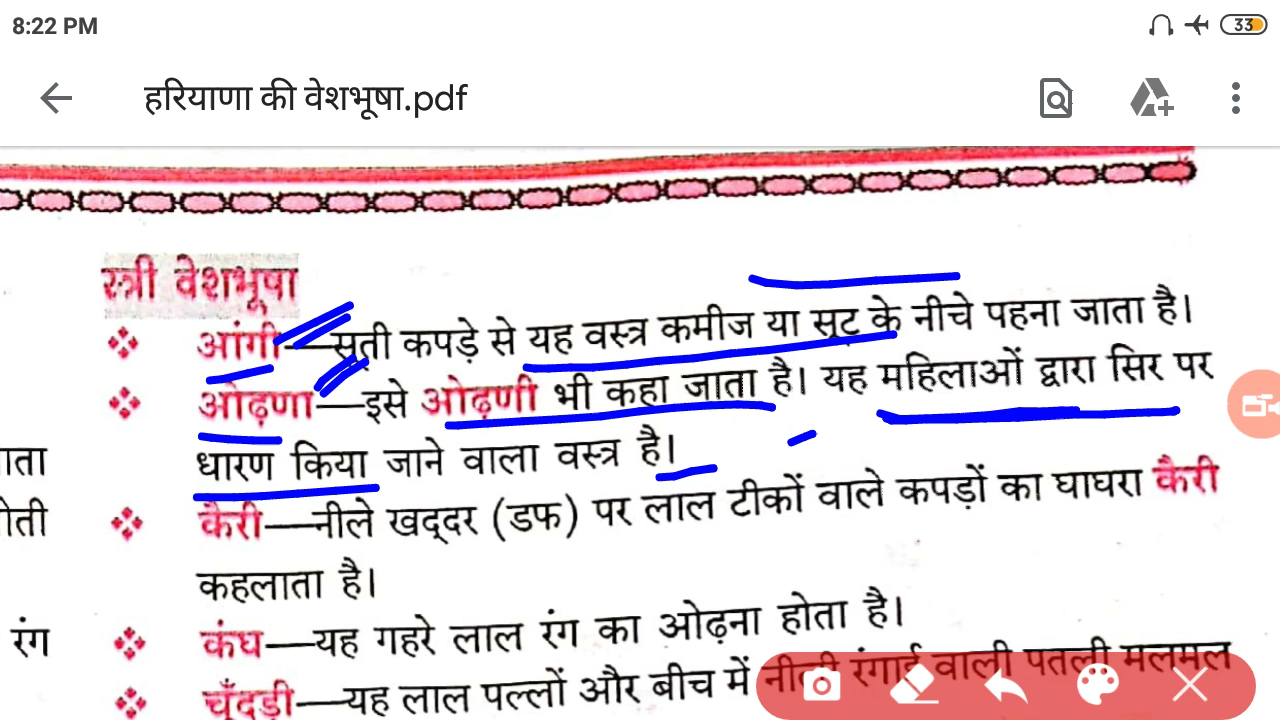 8:22 PM
33
हरियाणा की वेशभूषा.pdf
स्त्री वेशभूषा
आंगी—सूती कपड़े से यह वस्त्र कमीज या सूट के नीचे पहना जाता है।
ओढ़णा—इसे ओढ़णी भी कहा जाता है। यह महिलाओं द्वारा सिर पर
धारण किया जाने वाला वस्त्र है।
कैरी—नीले खद्दर (डफ) पर लाल टीकों वाले कपड़ों का घाघरा कैरी
कहलाता है।
कंघ—यह गहरे लाल रंग का ओढ़ना होता है।
चूँदड़ी—यह लाल पल्लों और बीच में नीली रंगाई वाली पतली मलमल
ाता
ोती
रंग